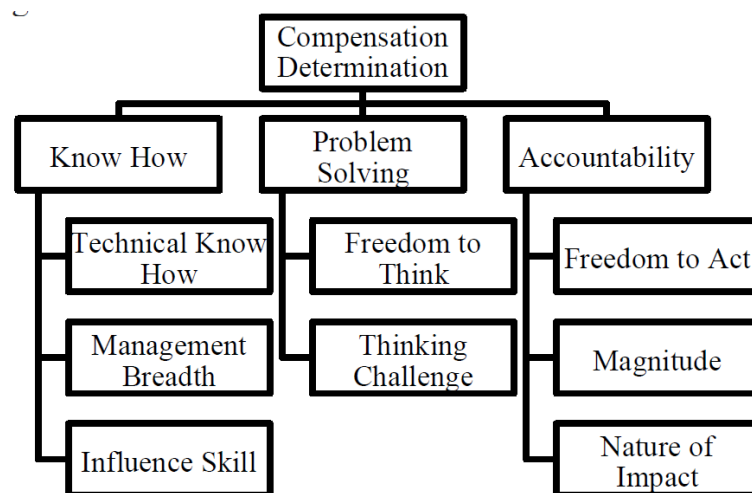 Compensation
Determination
Know How
Problem
Solving
Accountability
Technical Know
How
Freedom to
Think
Freedom to Act
Management
Breadth
Thinking
Challenge
Magnitude
Influence Skill
Nature of
Impact